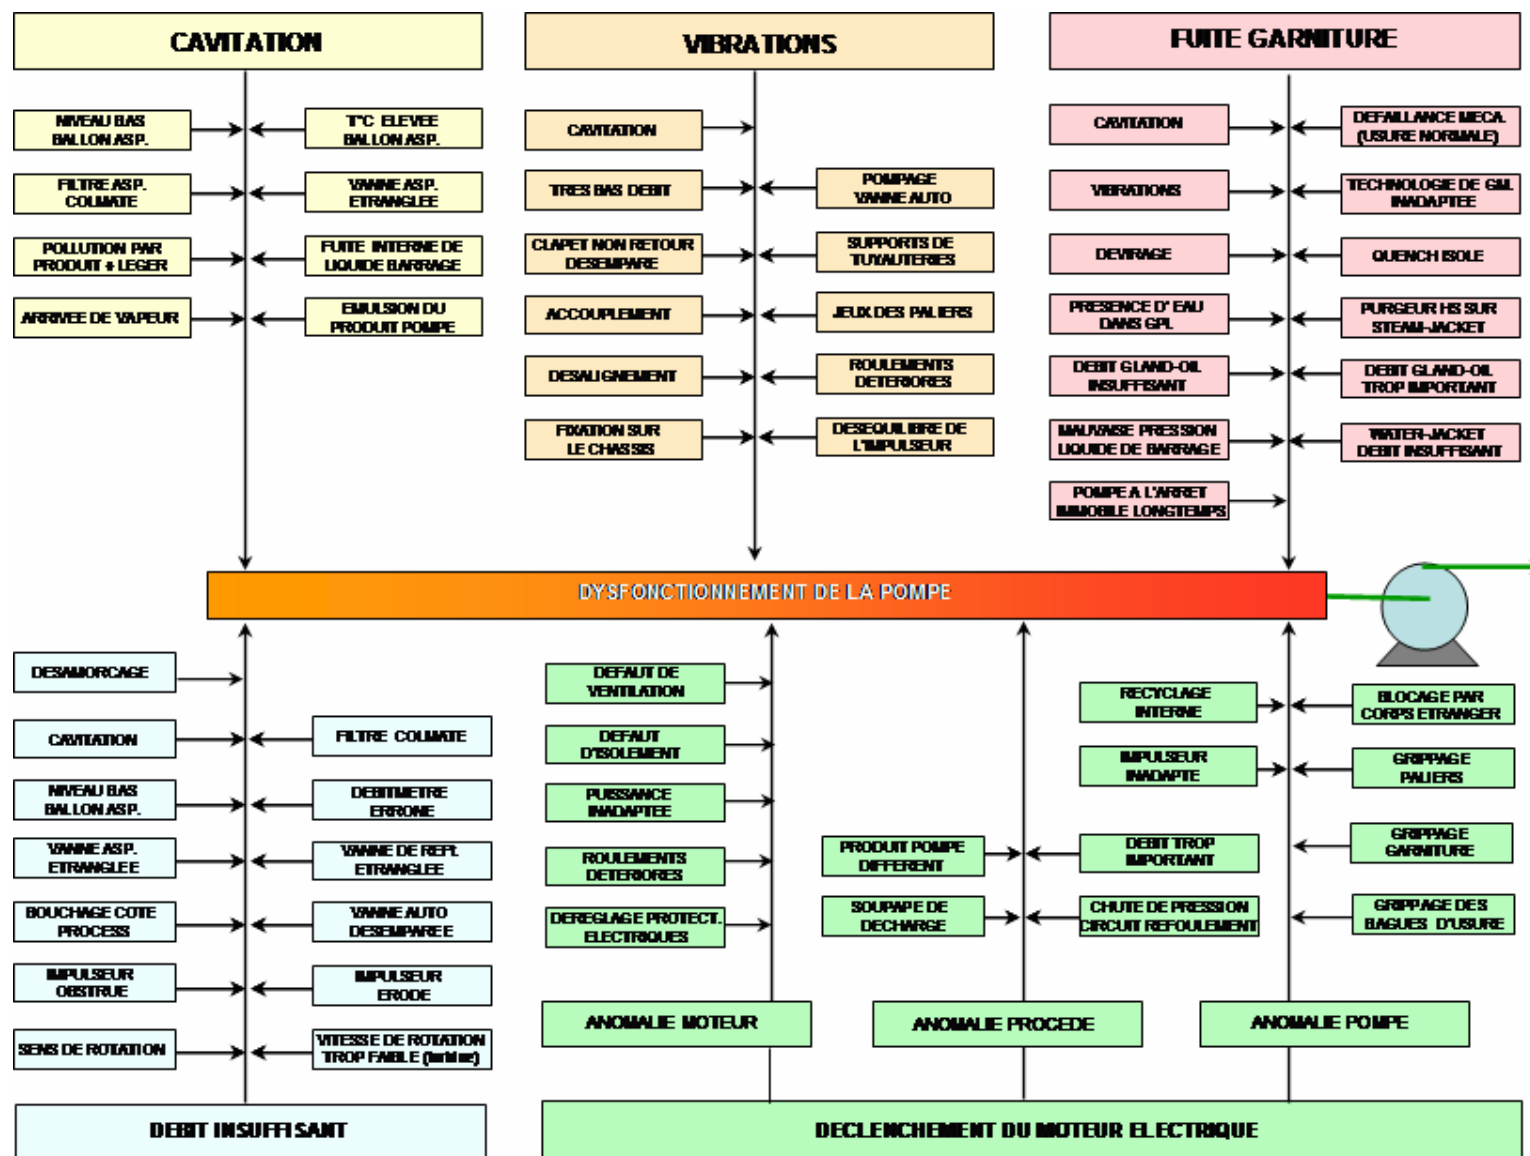 CAVITATION
NIVEAU BAS
BALLON ASP.
T°C ELEVEE
BALLON ASP.
FILTRE ASP.
COLMATE
VANNE ASP.
ETRANGLEE
POLLUTION PAR
PRODUIT + LEGER
FUITE INTERNE DE
LIQUIDE BARRAGE
ARRIVEE DE VAPEUR
EMULSION DU
PRODUIT POMPE
VIBRATIONS
CAVITATION
TRES BAS DEBIT
POMPAGE
VANNE AUTO
CLAPET NON RETOUR
DESEMPARE
SUPPORTS DE
TUYAUTERIES
ACCOUPLEMENT
JEUX DES PALIERS
DESALIGNEMENT
ROULEMENTS
DETERIORES
FIXATION SUR
LE CHASSIS
DESEQUILIBRE DE
L'IMPULSEUR
FUITE GARNITURE
CAVITATION
DEFAILLANCE MECA.
(USURE NORMALE)
VIBRATIONS
TECHNOLOGIE DE GM.
INADAPTEE
DEVIRAGE
QUENCH ISOLE
PRESENCE D' EAU
DANS GPL
PURGEUR HS SUR
STEAM-JACKET
DEBIT GLAND-OIL
INSUFFISANT
DEBIT GLAND-OIL
TROP IMPORTANT
MAUVAISE PRESSION
LIQUIDE DE BARRAGE
WATER-JACKET
DEBIT INSUFFISANT
POMPE A L'ARRET
IMMOBILE LONGTEMPS
DYSFONCTIONNEMENT DE LA POMPE
DESAMORCAGE
CAVITATION
FILTRE COLMATE
NIVEAU BAS
BALLON ASP.
DEBITMETRE
ERRONE
VANNE ASP.
ETRANGLEE
VANNE DE REFL
ETRANGLEE
BOUCHAGE COTE
PROCESS
VANNE AUTO
DESEMPAREE
IMPULSEUR
OBSTRUE
IMPULSEUR
ERODE
SENS DE ROTATION
VITESSE DE ROTATION
TROP FAIBLE (turbine)
DEBIT INSUFFISANT
DEFAUT DE
VENTILATION
DEFAUT
D'ISOLEMENT
PUISSANCE
INADAPTEE
ROULEMENTS
DETERIORES
DEREGLAGE PROTECT.
ELECTRIQUES
ANOMALIE MOTEUR
PRODUIT POMPE
DIFFERENT
DEBIT TROP
IMPORTANT
SOUPAPE DE
DECHARGE
CHUTE DE PRESSION
CIRCUIT REFOULEMENT
ANOMALIE PROCEDE
RECYCLAGE
INTERNE
BLOCAGE PAR
CORPS ETRANGER
IMPULSEUR
INADAPTE
GRIPPAGE
PALIERS
GRIPPAGE
GARNITURE
GRIPPAGE DES
BAGUES D'USURE
ANOMALIE POMPE
DECLENCHEMENT DU MOTEUR ELECTRIQUE